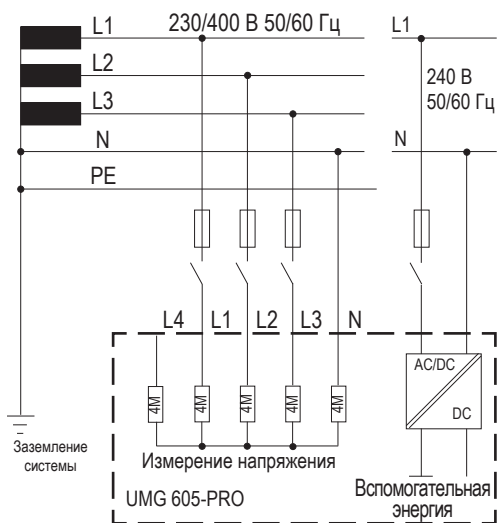 L1
230/400 В 50/60 Гц
L1
L2
240 В
50/60 Гц
L3
N
N
PE
L4 L1 L2 L3 N
AC/DC
DC
4M 4M 4M 4M 4M
Заземление
системы
Измерение напряжения
UMG 605-PRO
Вспомогательная
энергия